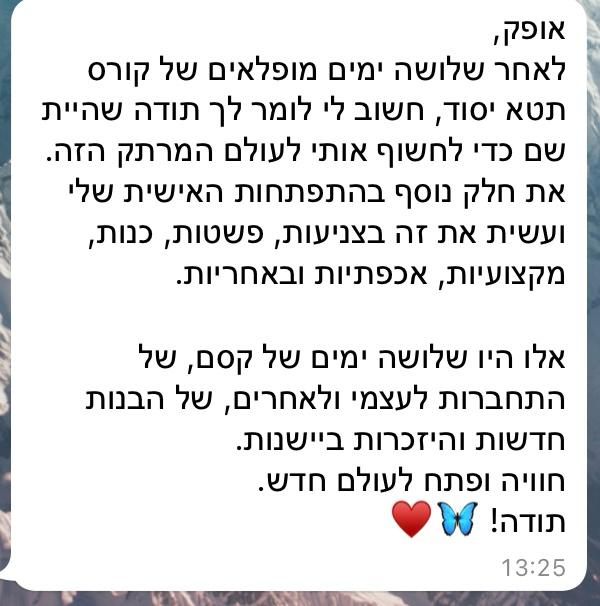 אופק,
לאחר שלושה ימים מופלאים של קורס
תטא יסוד, חשוב לי לומר לך תודה שהיית
שם כדי לחשוף אותי לעולם המרתק הזה.
את חלק נוסף בהתפתחות האישית שלי
ועשית את זה בצניעות, פשטות, כנות,
מקצועיות, אכפתיות ובאחריות.
אלו היו שלושה ימים של קסם, של
התחברות לעצמי ולאחרים, של הבנות
חדשות והיזכרות ביישנות.
חוויה ופתח לעולם חדש.
תודה! 🦋♥️
13:25